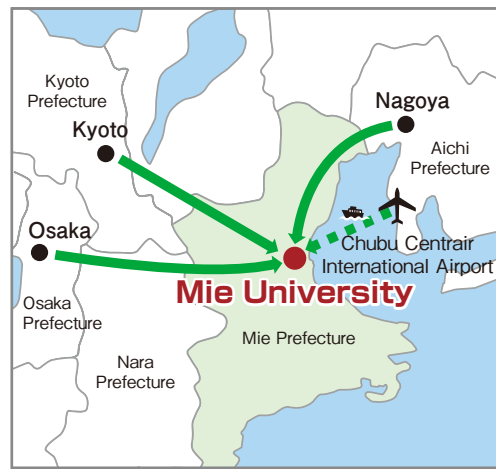 Kyoto
Prefecture
Kyoto
Nagoya
Aichi
Prefecture
Osaka
Chubu Centrair
International Airport
Mie University
Osaka
Prefecture
Nara
Prefecture
Mie Prefecture